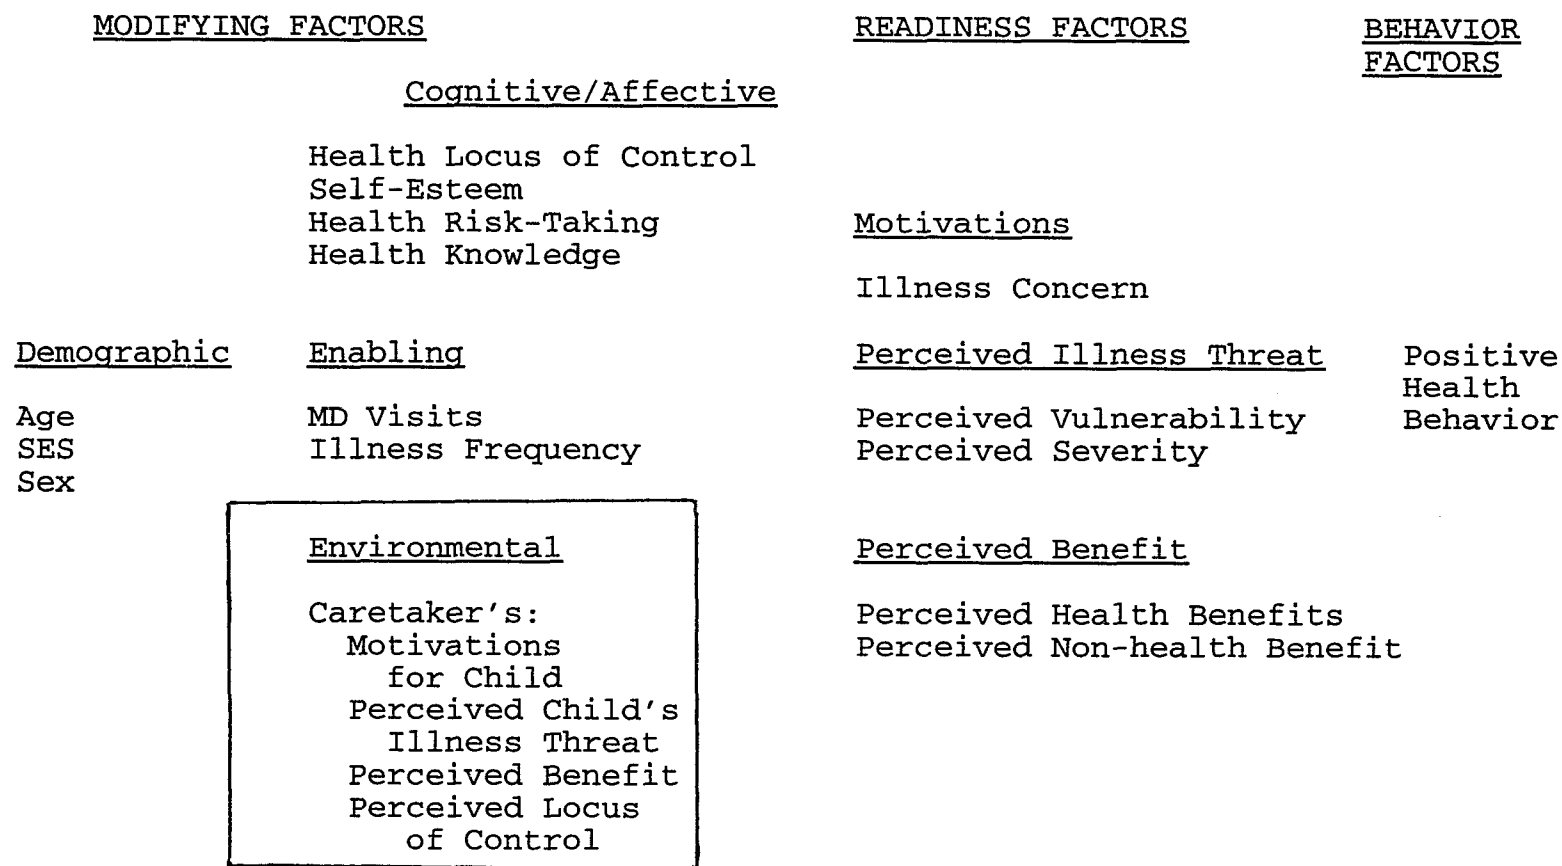 MODIFYING FACTORS
READINESS FACTORS
BEHAVIOR
FACTORS
Cognitive/Affective
Health Locus of Control
Self-Esteem
Health Risk-Taking
Health Knowledge
Motivations
Illness Concern
Demographic
Age
SES
Sex
Enabling
MD Visits
Illness Frequency
Perceived Illness Threat
Perceived Vulnerability
Perceived Severity
Positive
Health
Behavior
Environmental
Caretaker's:
Motivations
for Child
Perceived Child's
Illness Threat
Perceived Benefit
Perceived Locus
of Control
Perceived Benefit
Perceived Health Benefits
Perceived Non-health Benefit